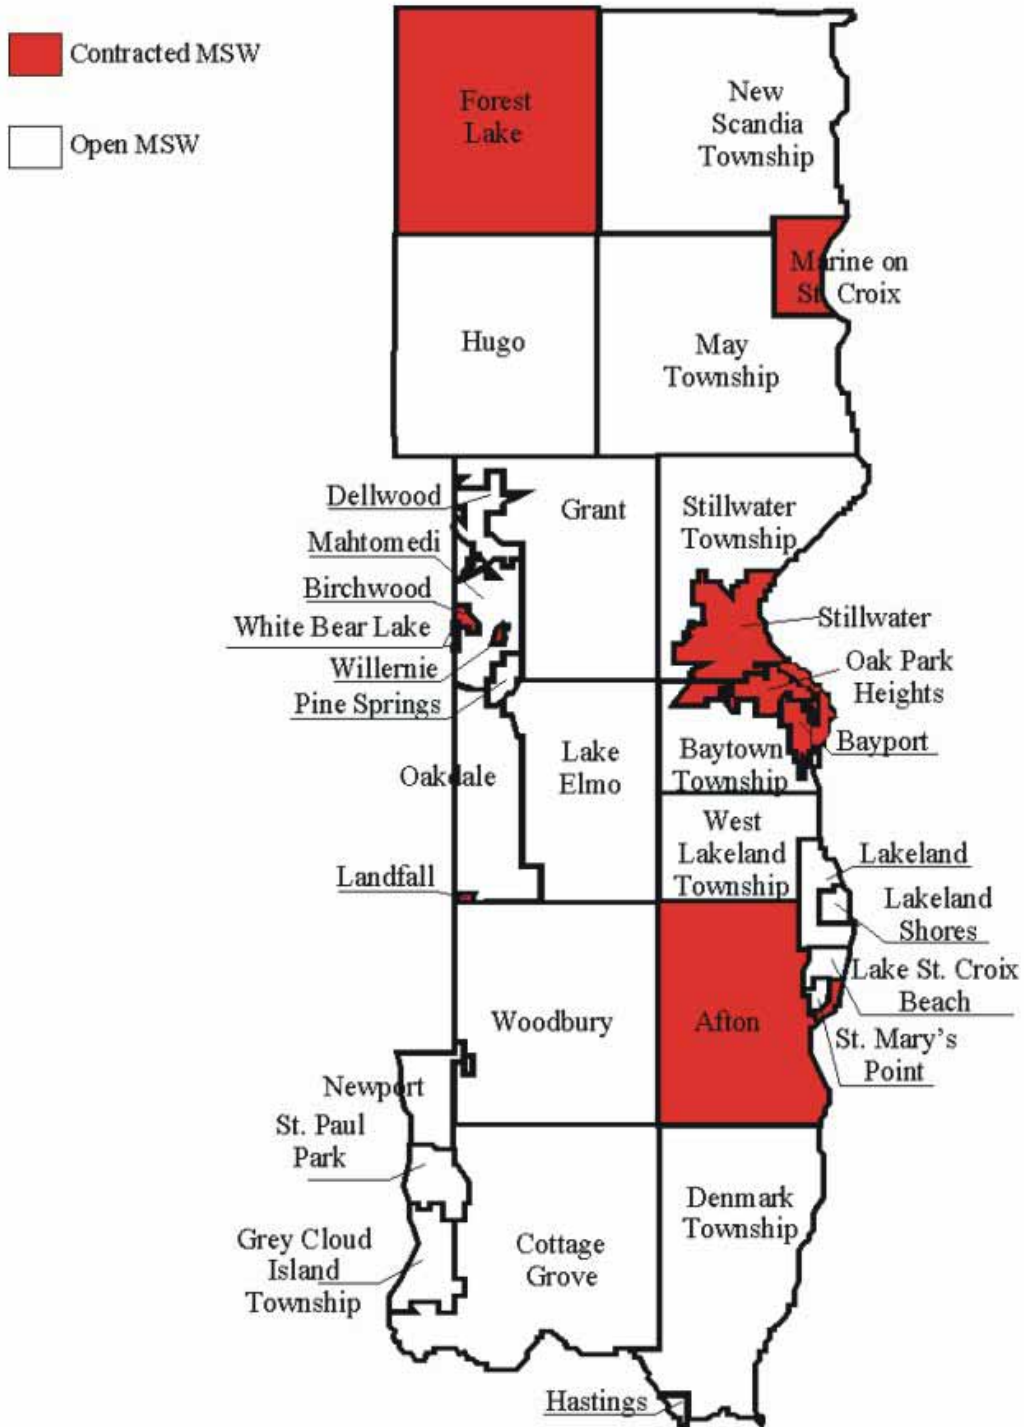 Contracted MSW
Open MSW
Forest
Lake
New
Scandia
Township
Marine on
St. Croix
Hugo
May
Township
Dellwood
Grant
Stillwater
Township
Mahtomedi
Birchwood
White Bear Lake
Stillwater
Willernie
Oak Park
Heights
Pine Springs
Bayport
Oakdale
Lake
Elmo
Baytown
Township
West
Lakeland
Township
Lakeland
Landfall
Lakeland
Shores
Lake St. Croix
Beach
Woodbury
Afton
St. Mary's
Point
Newport
St. Paul
Park
Denmark
Township
Grey Cloud
Island
Township
Cottage
Grove
Hastings